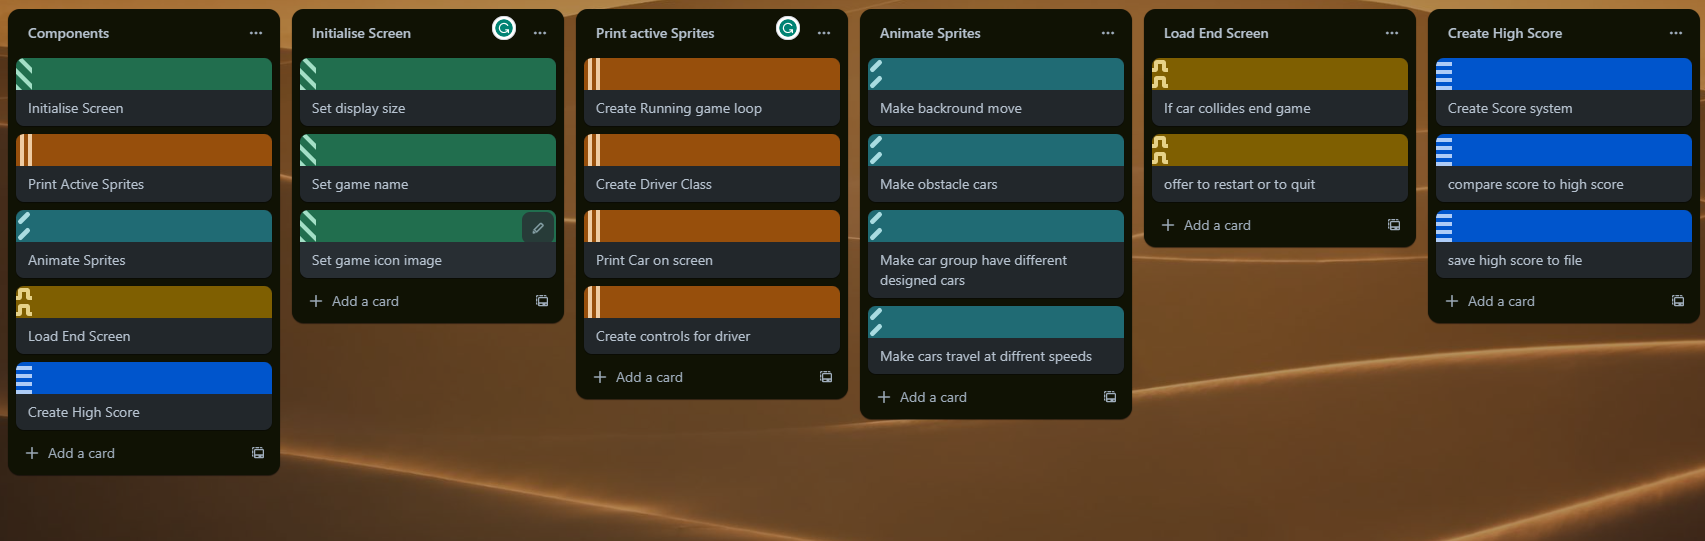 Components
Initialise Screen
Print Active Sprites
Animate Sprites
Load End Screen
Create High Score
Add a card
Initialise Screen
Set display size
Set game name
Set game icon image
Add a card
Print active Sprites
Create Running game loop
Create Driver Class
Print Car on screen
Create controls for driver
Add a card
Animate Sprites
Make backround move
Make obstacle cars
Make car group have different
designed cars
Make cars travel at diffrent speeds
Add a card
Load End Screen
If car collides end game
offer to restart or to quit
Add a card
Create High Score
Create Score system
compare score to high score
save high score to file
Add a card